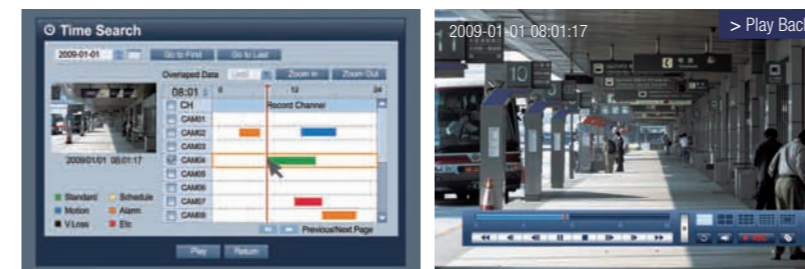 Time Search
2009-01-01
Go to First
Go to Last
Overlaped Data
Zoom In
Zoom Out
08:01
0
12
24
CH
Record Channel
CAM01
CAM02
CAM03
CAM04
CAM05
CAM06
CAM07
CAM08
2009/01/01 08:01:17
Standard
Schedule
Motion
Alarm
V.Loss
Etc
Previous/Next Page
Play
Return
2009-01-01 08:01:17
> Play Back
11
10
9